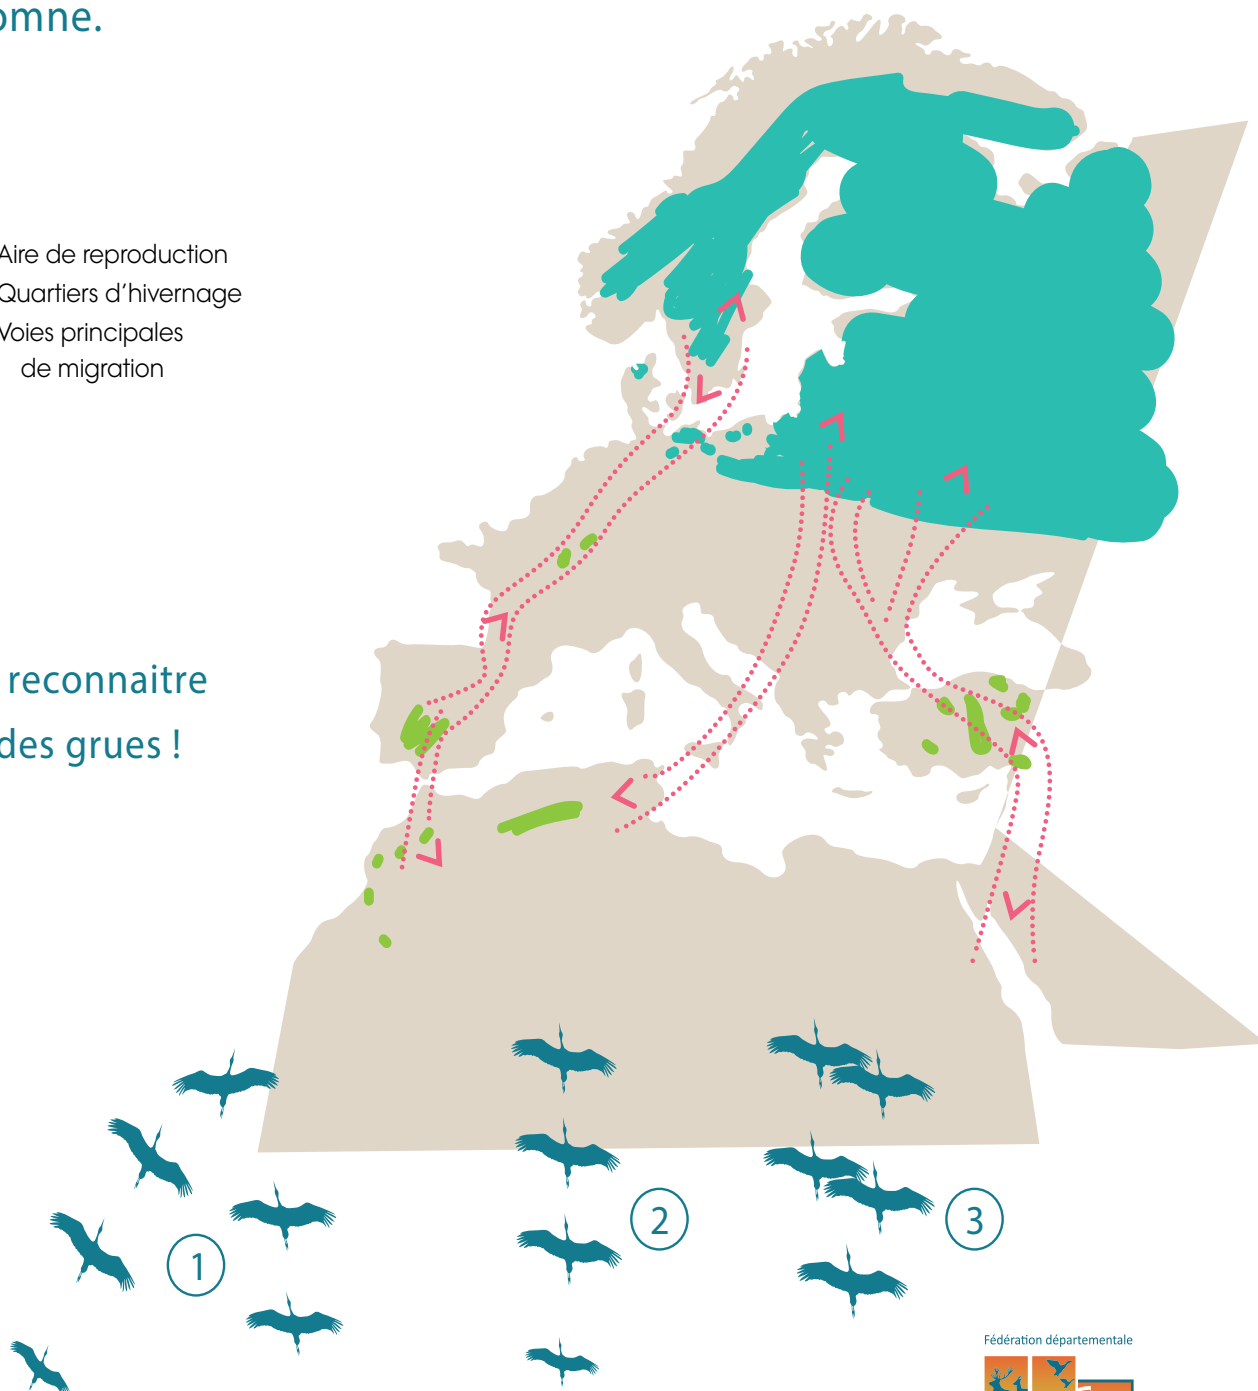 omne.
Aire de reproduction
Quartiers d'hivernage
Voies principales
de migration
reconnaitre
des grues !
1
2
3
Fédération départementale